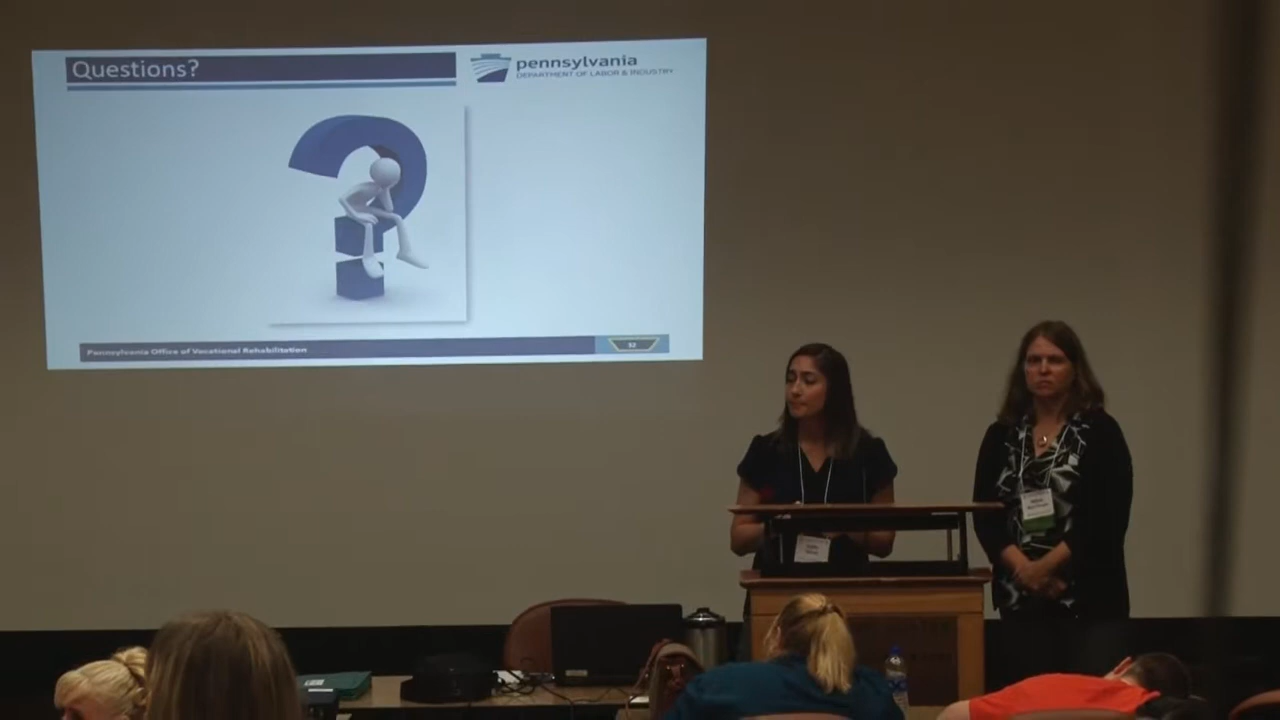 Questions?
pennsylvania
DEPARTMENT OF LABOR & INDUSTRY
Pennsylvania Office of Vocational Rehabilitation
32